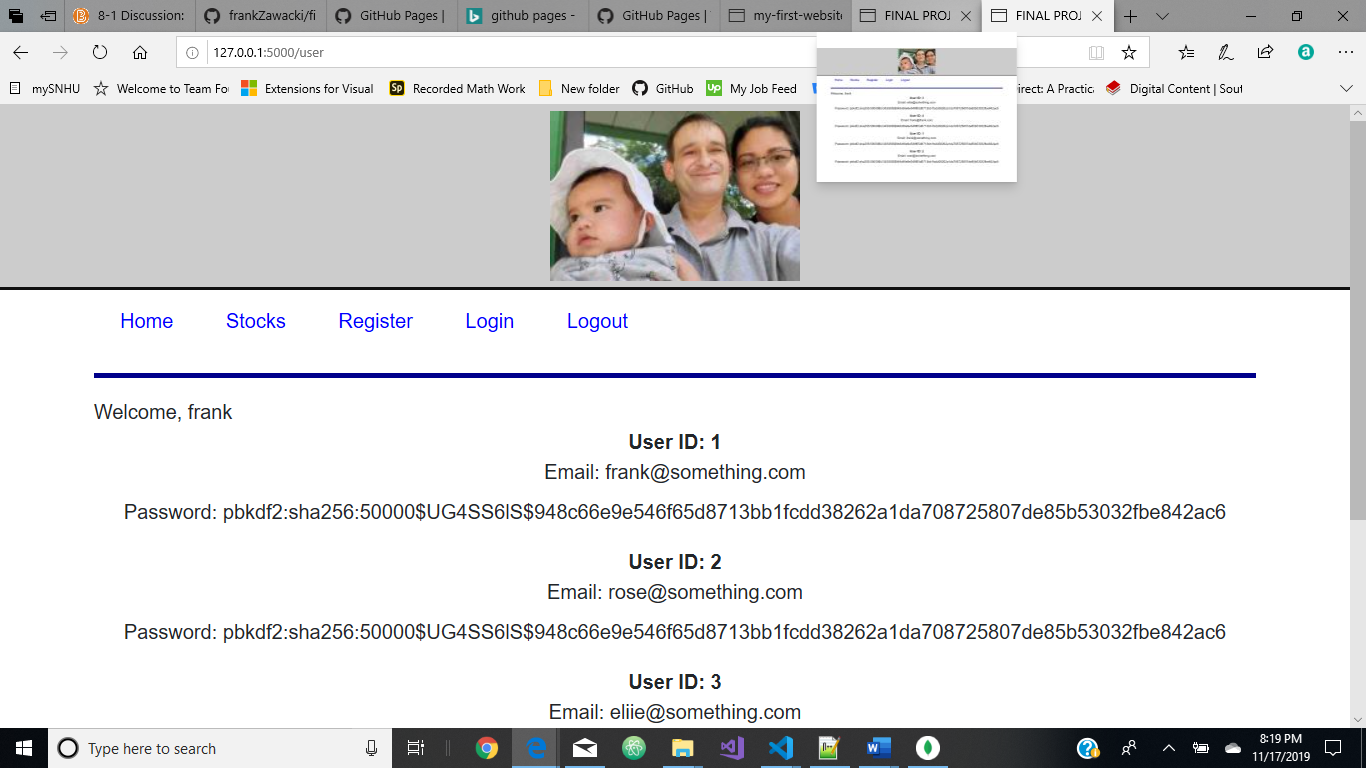 8-1 Discussion:
frankZawacki/fi
GitHub Pages |
github pages -
GitHub Pages |
my-first-website
FINAL PROJ
FINAL PROJ
127.0.0.1:5000/user
mySNHU
Welcome to Team Fo
Extensions for Visual
Recorded Math Work
New folder
GitHub
My Job Feed
irect: A Practica
Digital Content | Sout
Home Stocks Register Login Logout
Welcome, frank
User ID: 1
Email: frank@something.com
Password: pbkdf2:sha256:50000$UG4SS6lS$948c66e9e546f65d8713bb1fcdd38262a1da708725807de85b53032fbe842ac6
User ID: 2
Email: rose@something.com
Password: pbkdf2:sha256:50000$UG4SS6lS$948c66e9e546f65d8713bb1fcdd38262a1da708725807de85b53032fbe842ac6
User ID: 3
Email: eliie@something.com
Type here to search
8:19 PM
11/17/2019